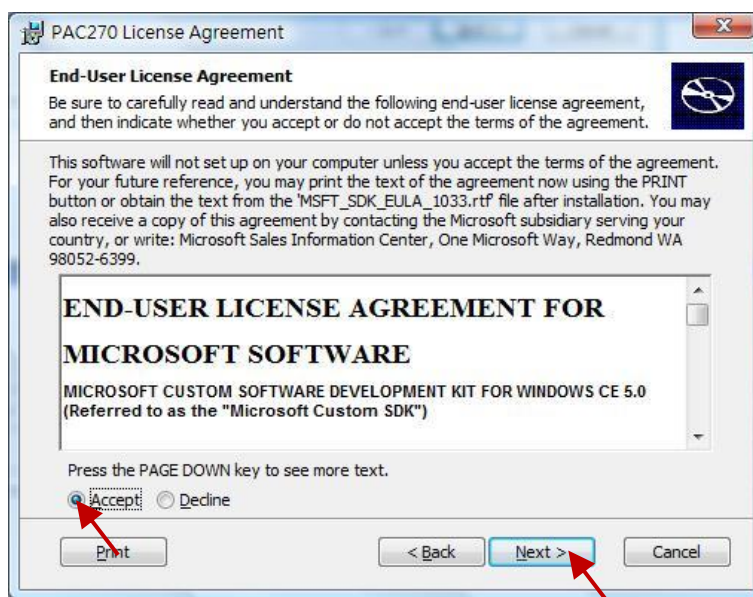 PAC270 License Agreement
End-User License Agreement
Be sure to carefully read and understand the following end-user license agreement,
and then indicate whether you accept or do not accept the terms of the agreement.
This software will not set up on your computer unless you accept the terms of the agreement.
For your future reference, you may print the text of the agreement now using the PRINT
button or obtain the text from the 'MSFT_SDK_EULA_1033.rtf' file after installation. You may
also receive a copy of this agreement by contacting the Microsoft subsidiary serving your
country, or write: Microsoft Sales Information Center, One Microsoft Way, Redmond WA
98052-6399.
END-USER LICENSE AGREEMENT FOR
MICROSOFT SOFTWARE
MICROSOFT CUSTOM SOFTWARE DEVELOPMENT KIT FOR WINDOWS CE 5.0
(Referred to as the "Microsoft Custom SDK")
Press the PAGE DOWN key to see more text.
Accept Decline
Print < Back Next > Cancel